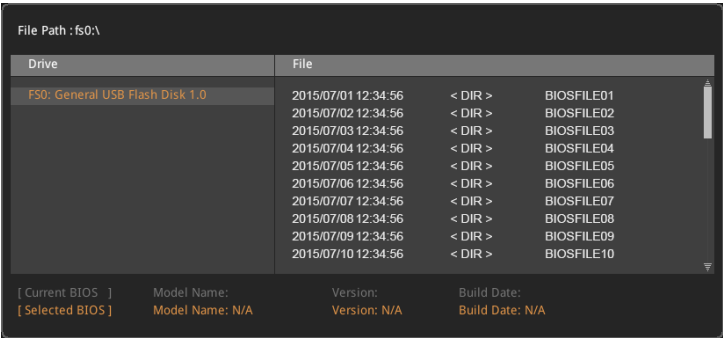 File Path : fs0:\
Drive File
FS0: General USB Flash Disk 1.0
2015/07/01 12:34:56 < DIR > BIOSFILE01
2015/07/02 12:34:56 < DIR > BIOSFILE02
2015/07/03 12:34:56 < DIR > BIOSFILE03
2015/07/04 12:34:56 < DIR > BIOSFILE04
2015/07/05 12:34:56 < DIR > BIOSFILE05
2015/07/06 12:34:56 < DIR > BIOSFILE06
2015/07/07 12:34:56 < DIR > BIOSFILE07
2015/07/08 12:34:56 < DIR > BIOSFILE08
2015/07/09 12:34:56 < DIR > BIOSFILE09
2015/07/10 12:34:56 < DIR > BIOSFILE10
[ Current BIOS ] Model Name: Version: Build Date:
[ Selected BIOS ] Model Name: N/A Version: N/A Build Date: N/A